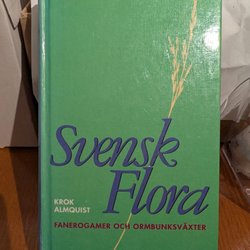 Svensk
Flora
KROK
ALMQUIST
FANEROGAMER OCH ORMBUNKSVÄXTER